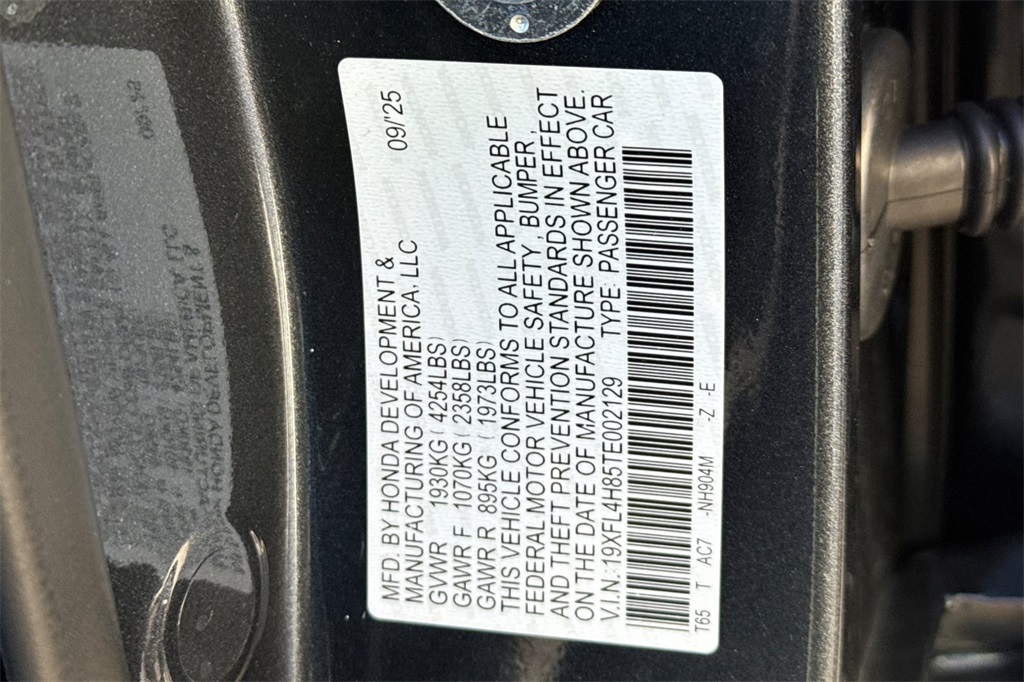 MFD. BY HONDA DEVELOPMENT & 09/'25
MANUFACTURING OF AMERICA, LLC
GVWR 1930KG ( 4254LBS)
GAWR F 1070KG ( 2358LBS)
GAWR R 895KG ( 1973LBS)
THIS VEHICLE CONFORMS TO ALL APPLICABLE
FEDERAL MOTOR VEHICLE SAFETY, BUMPER,
AND THEFT PREVENTION STANDARDS IN EFFECT
ON THE DATE OF MANUFACTURE SHOWN ABOVE.
V.I.N.:19XFL4H85TE002129 TYPE: PASSENGER CAR
T65 T AC7 -NH904M -Z -E